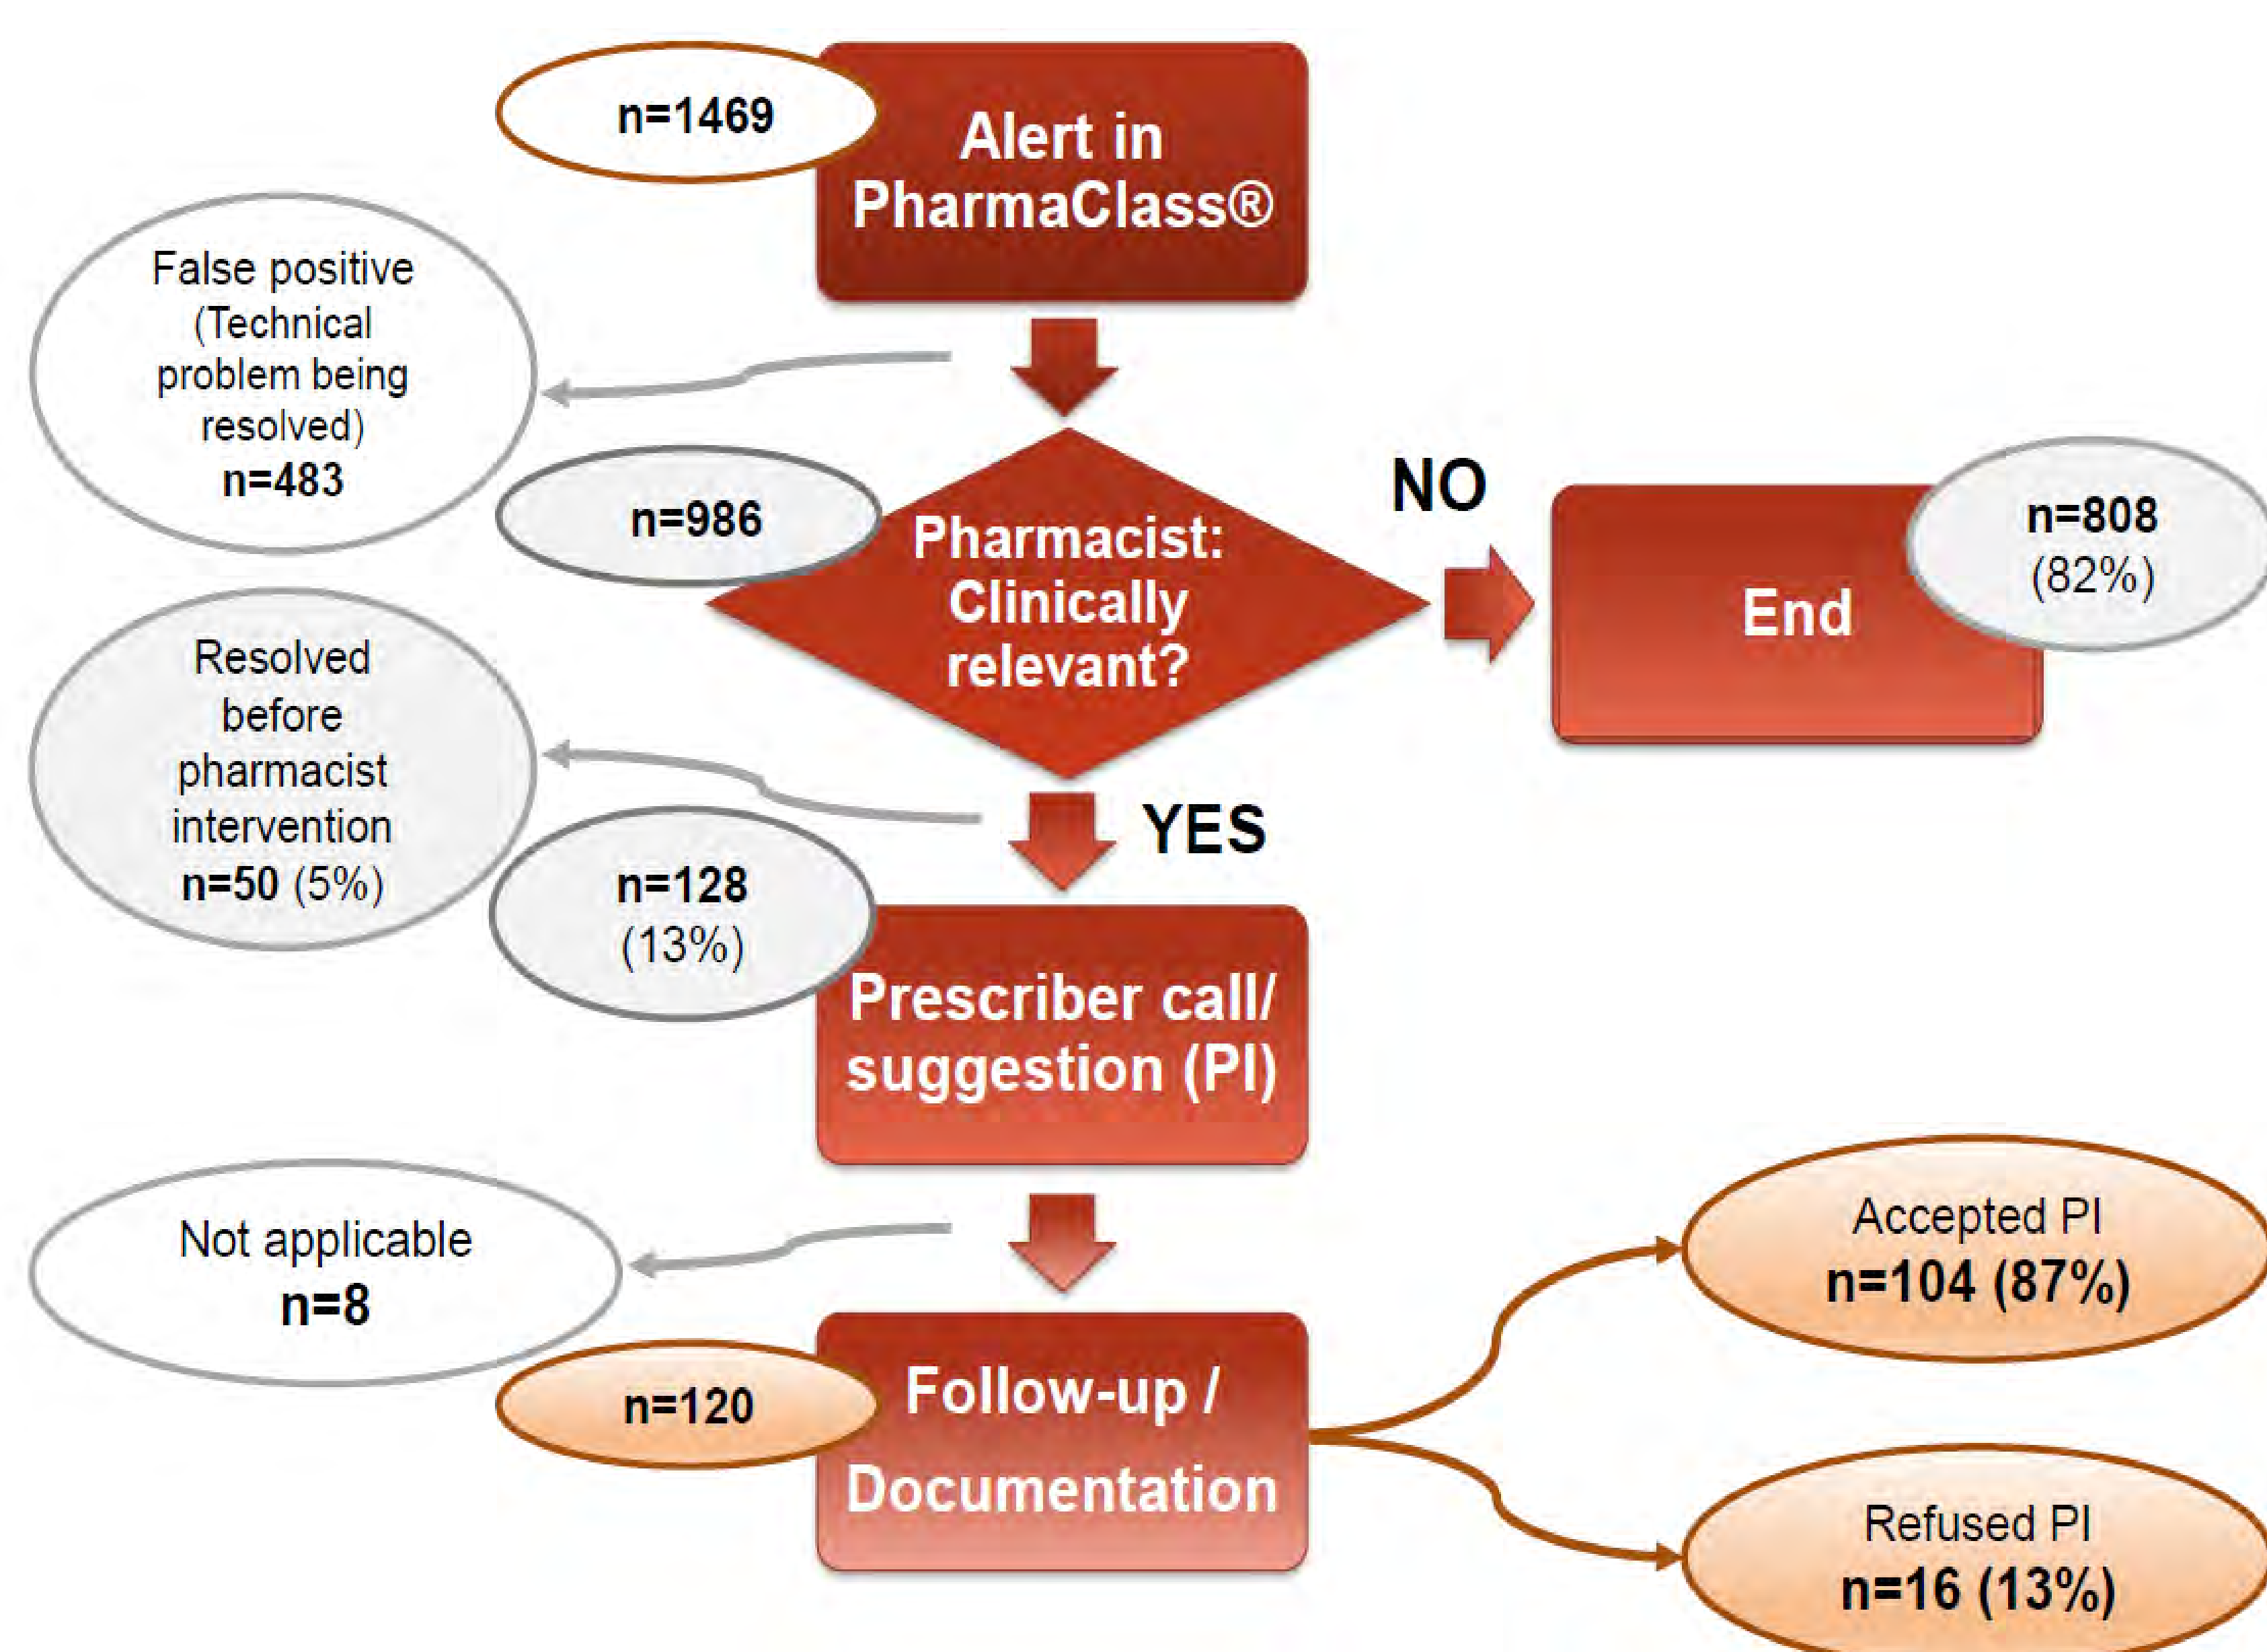 n=1469
Alert in
PharmaClass®
False positive
(Technical
problem being
resolved)
n=483
n=986
Pharmacist:
Clinically
relevant?
NO
End
n=808
(82%)
Resolved
before
pharmacist
intervention
n=50 (5%)
YES
n=128
(13%)
Prescriber call/
suggestion (PI)
Not applicable
n=8
n=120
Follow-up /
Documentation
Accepted PI
n=104 (87%)
Refused PI
n=16 (13%)